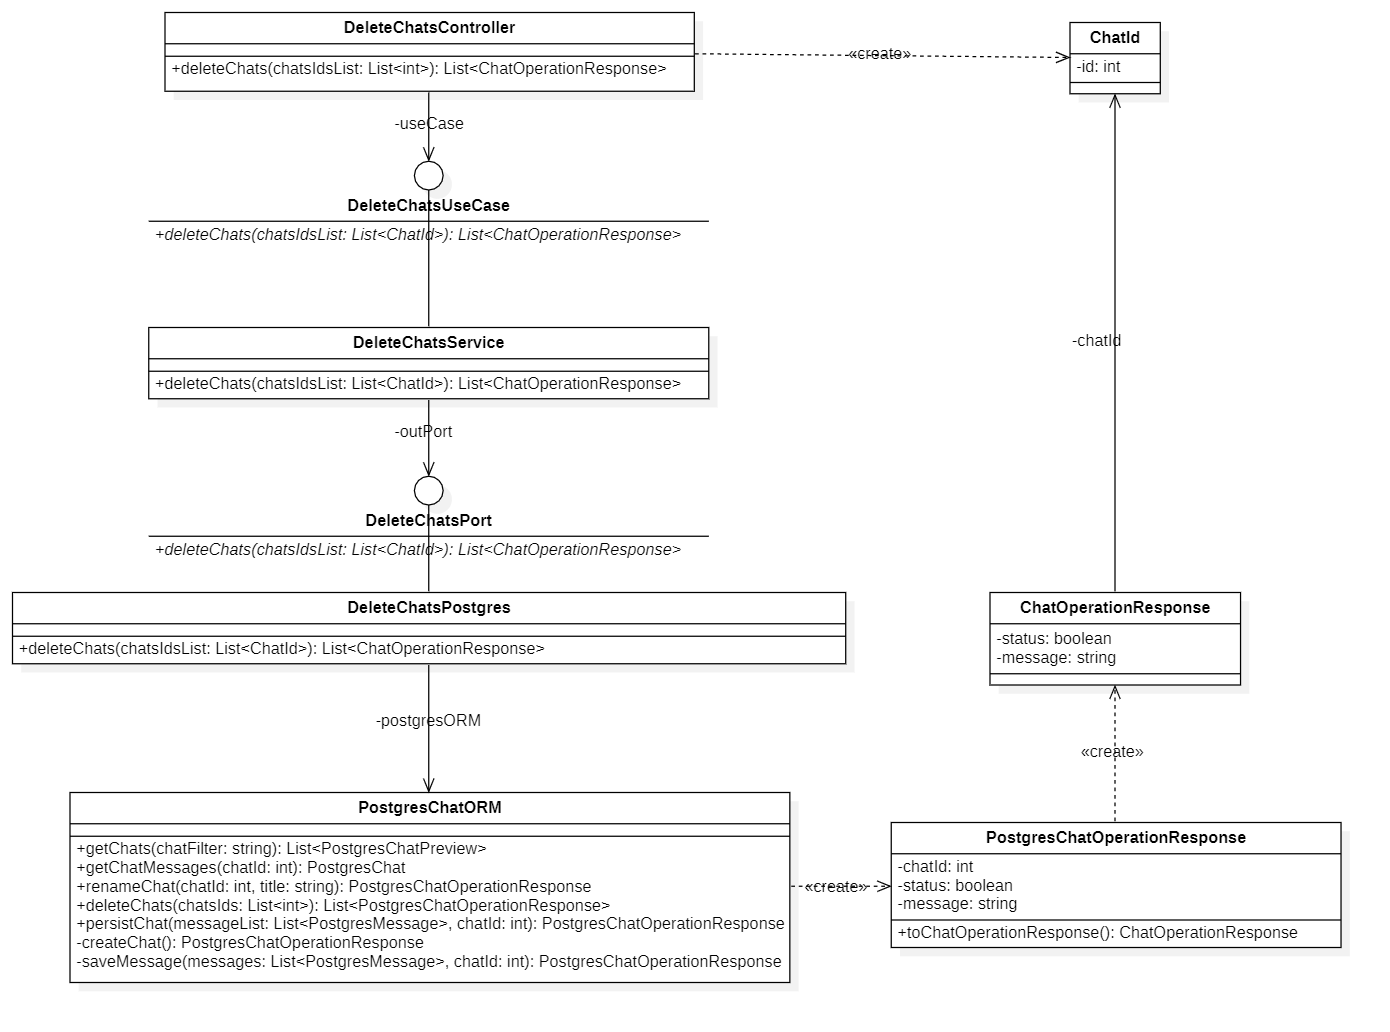 DeleteChatsController
+deleteChats(chatsIdsList: List<int>): List<ChatOperationResponse>
«create»
ChatId
-id: int
-useCase
DeleteChatsUseCase
+deleteChats(chatsIdsList: List<ChatId>): List<ChatOperationResponse>
DeleteChatsService
+deleteChats(chatsIdsList: List<ChatId>): List<ChatOperationResponse>
-chatId
-outPort
DeleteChatsPort
+deleteChats(chatsIdsList: List<ChatId>): List<ChatOperationResponse>
DeleteChatsPostgres
+deleteChats(chatsIdsList: List<ChatId>): List<ChatOperationResponse>
ChatOperationResponse
-status: boolean
-message: string
-postgresORM
«create»
PostgresChatORM
+getChats(chatFilter: string): List<PostgresChatPreview>
+getChatMessages(chatId: int): PostgresChat
+renameChat(chatId: int, title: string): PostgresChatOperationResponse
+deleteChats(chatsIds: List<int>): List<PostgresChatOperationResponse>
+persistChat(messageList: List<PostgresMessage>, chatId: int): PostgresChatOperationResponse
-createChat(): PostgresChatOperationResponse
-saveMessage(messages: List<PostgresMessage>, chatId: int): PostgresChatOperationResponse
«create»
PostgresChatOperationResponse
-chatId: int
-status: boolean
-message: string
+toChatOperationResponse(): ChatOperationResponse